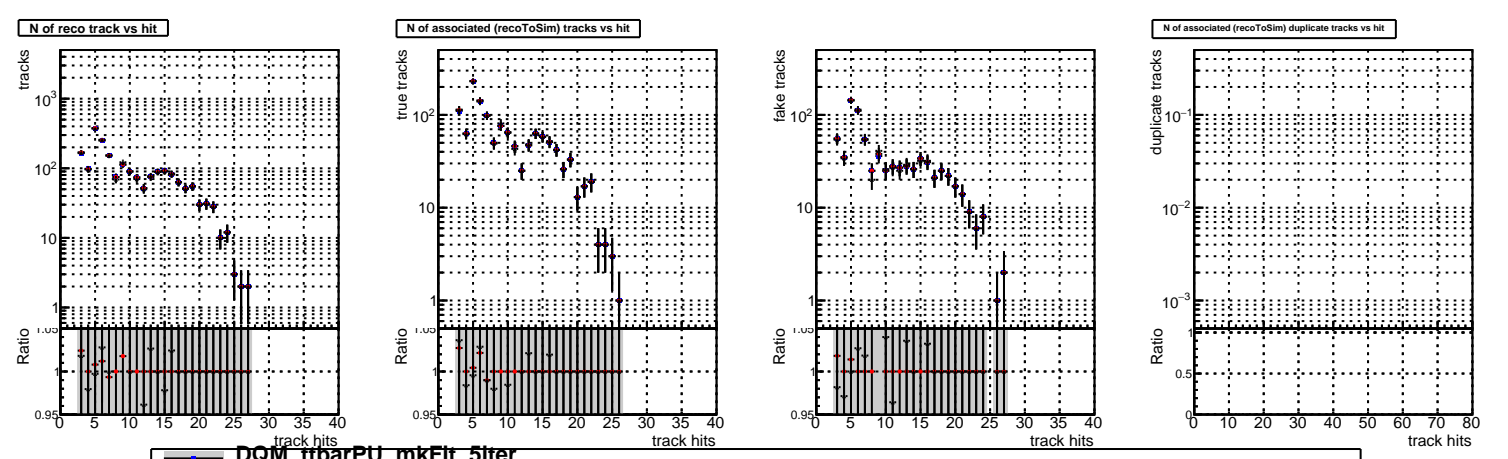 N of reco track vs hit
N of associated (recoToSim) tracks vs hit
N of associated (recoToSim) duplicate tracks vs hit
tracks
10³
10²
10
1
Ratio
1.05
1
0.95
0 5 10 15 20 25 30 35 40
track hits
true tracks
10²
10
1
Ratio
1.05
1
0.95
0 5 10 15 20 25 30 35 40
track hits
fake tracks
10²
10
1
Ratio
1.05
1
0.95
0 5 10 15 20 25 30 35 40
track hits
duplicate tracks
10⁻¹
10⁻²
10⁻³
Ratio
1
0.5
0
0 10 20 30 40 50 60 70 80
track hits
DQM_ttbarPU_mkFit_5iter